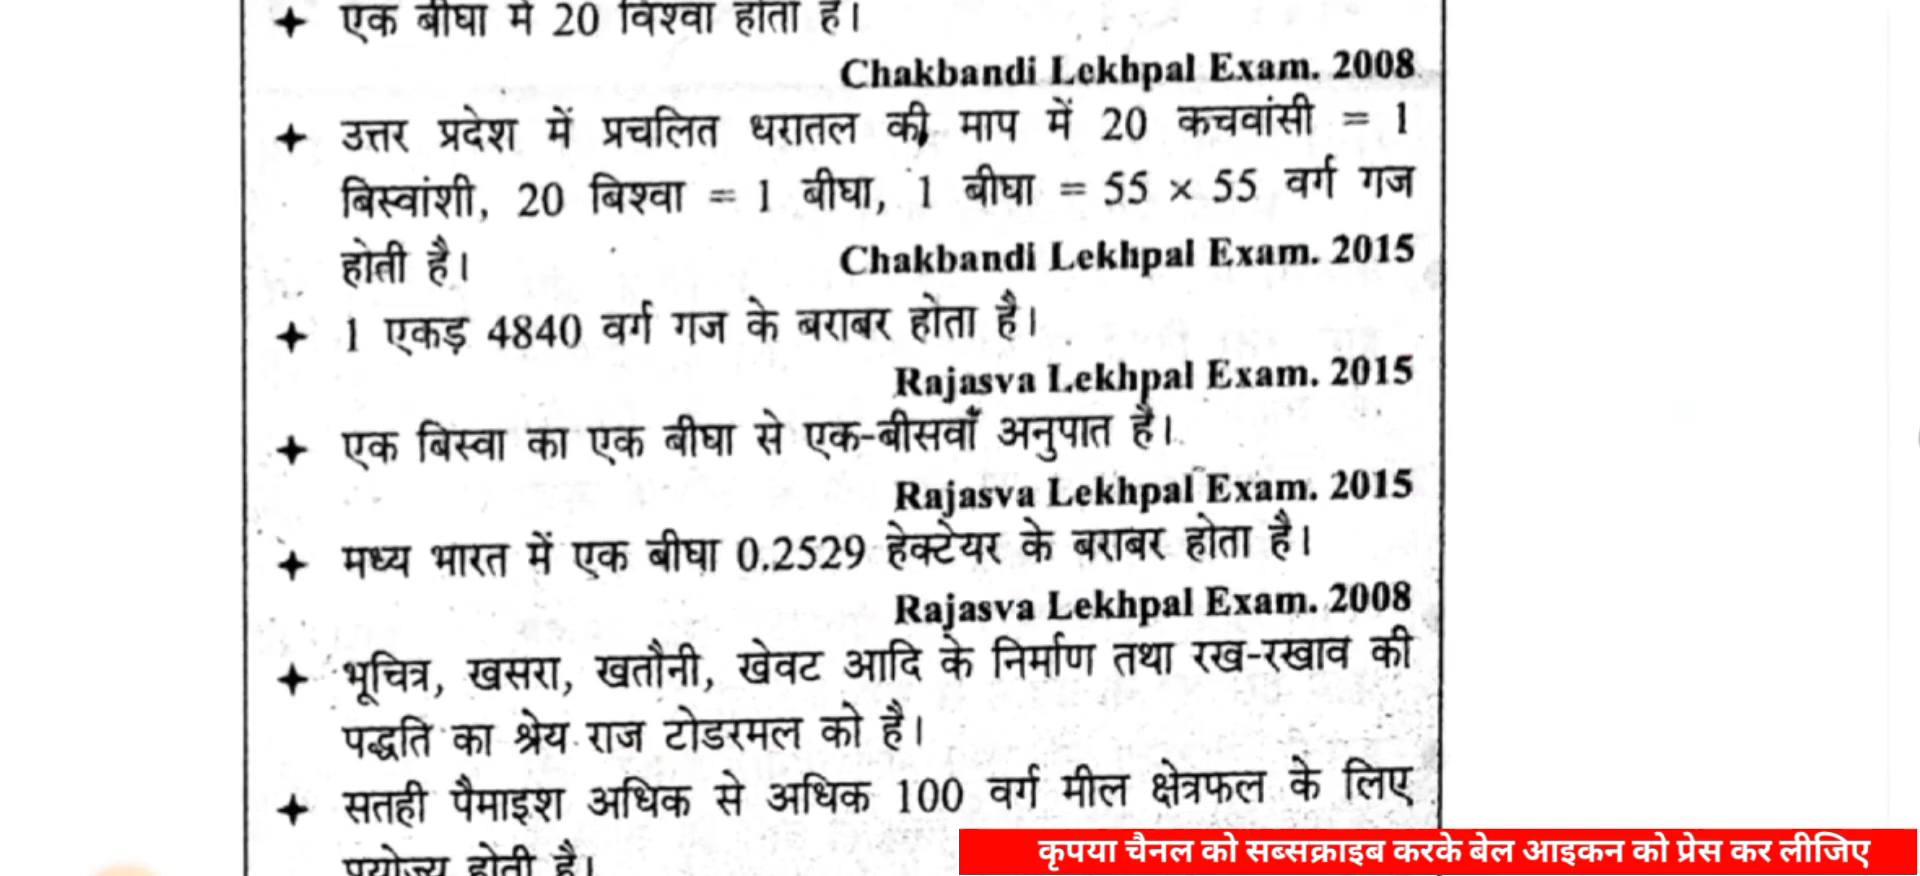 ✦ एक बीघा में 20 विश्वा होता है।
Chakbandi Lekhpal Exam. 2008
✦ उत्तर प्रदेश में प्रचलित धरातल की माप में 20 कचवांसी = 1
बिस्वांशी, 20 बिश्वा = 1 बीघा, 1 बीघा = 55 × 55 वर्ग गज
होती है। Chakbandi Lekhpal Exam. 2015
✦ 1 एकड़ 4840 वर्ग गज के बराबर होता है।
Rajasva Lekhpal Exam. 2015
✦ एक बिस्वा का एक बीघा से एक-बीसवाँ अनुपात है।
Rajasva Lekhpal Exam. 2015
✦ मध्य भारत में एक बीघा 0.2529 हेक्टेयर के बराबर होता है।
Rajasva Lekhpal Exam. 2008
✦ भूचित्र, खसरा, खतौनी, खेवट आदि के निर्माण तथा रख-रखाव की
पद्धति का श्रेय राज टोडरमल को है।
✦ सतही पैमाइश अधिक से अधिक 100 वर्ग मील क्षेत्रफल के लिए
प्रयोज्य होती है।
कृपया चैनल को सब्सक्राइब करके बेल आइकन को प्रेस कर लीजिए